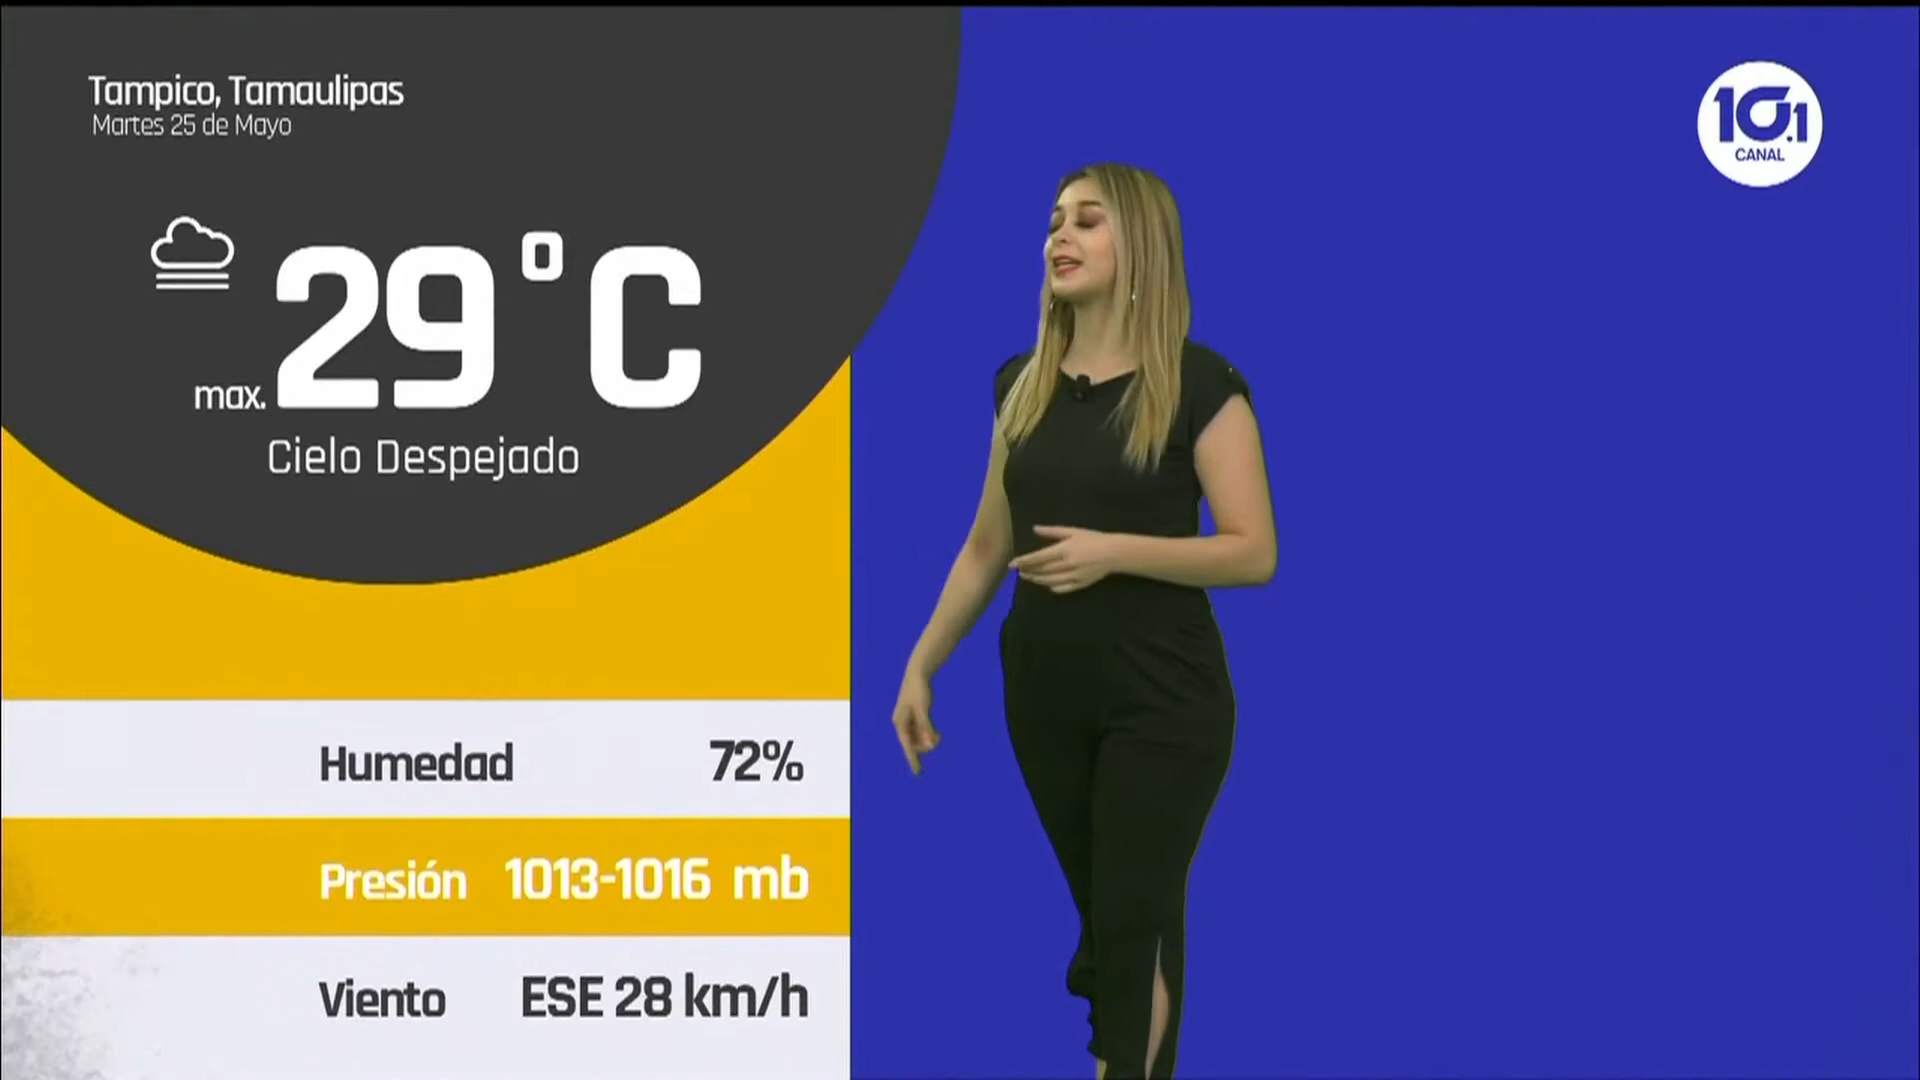 Tampico, Tamaulipas
Martes 25 de Mayo
max. 29°C
Cielo Despejado
Humedad 72%
Presión 1013-1016 mb
Viento ESE 28 km/h
10.1
CANAL